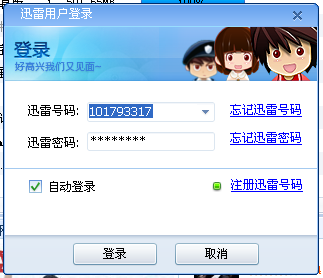 迅雷用户登录
登录
好高兴我们又见面~
迅雷号码: 101793317 忘记迅雷号码
迅雷密码: ******** 忘记迅雷密码
自动登录 注册迅雷号码
登录 取消